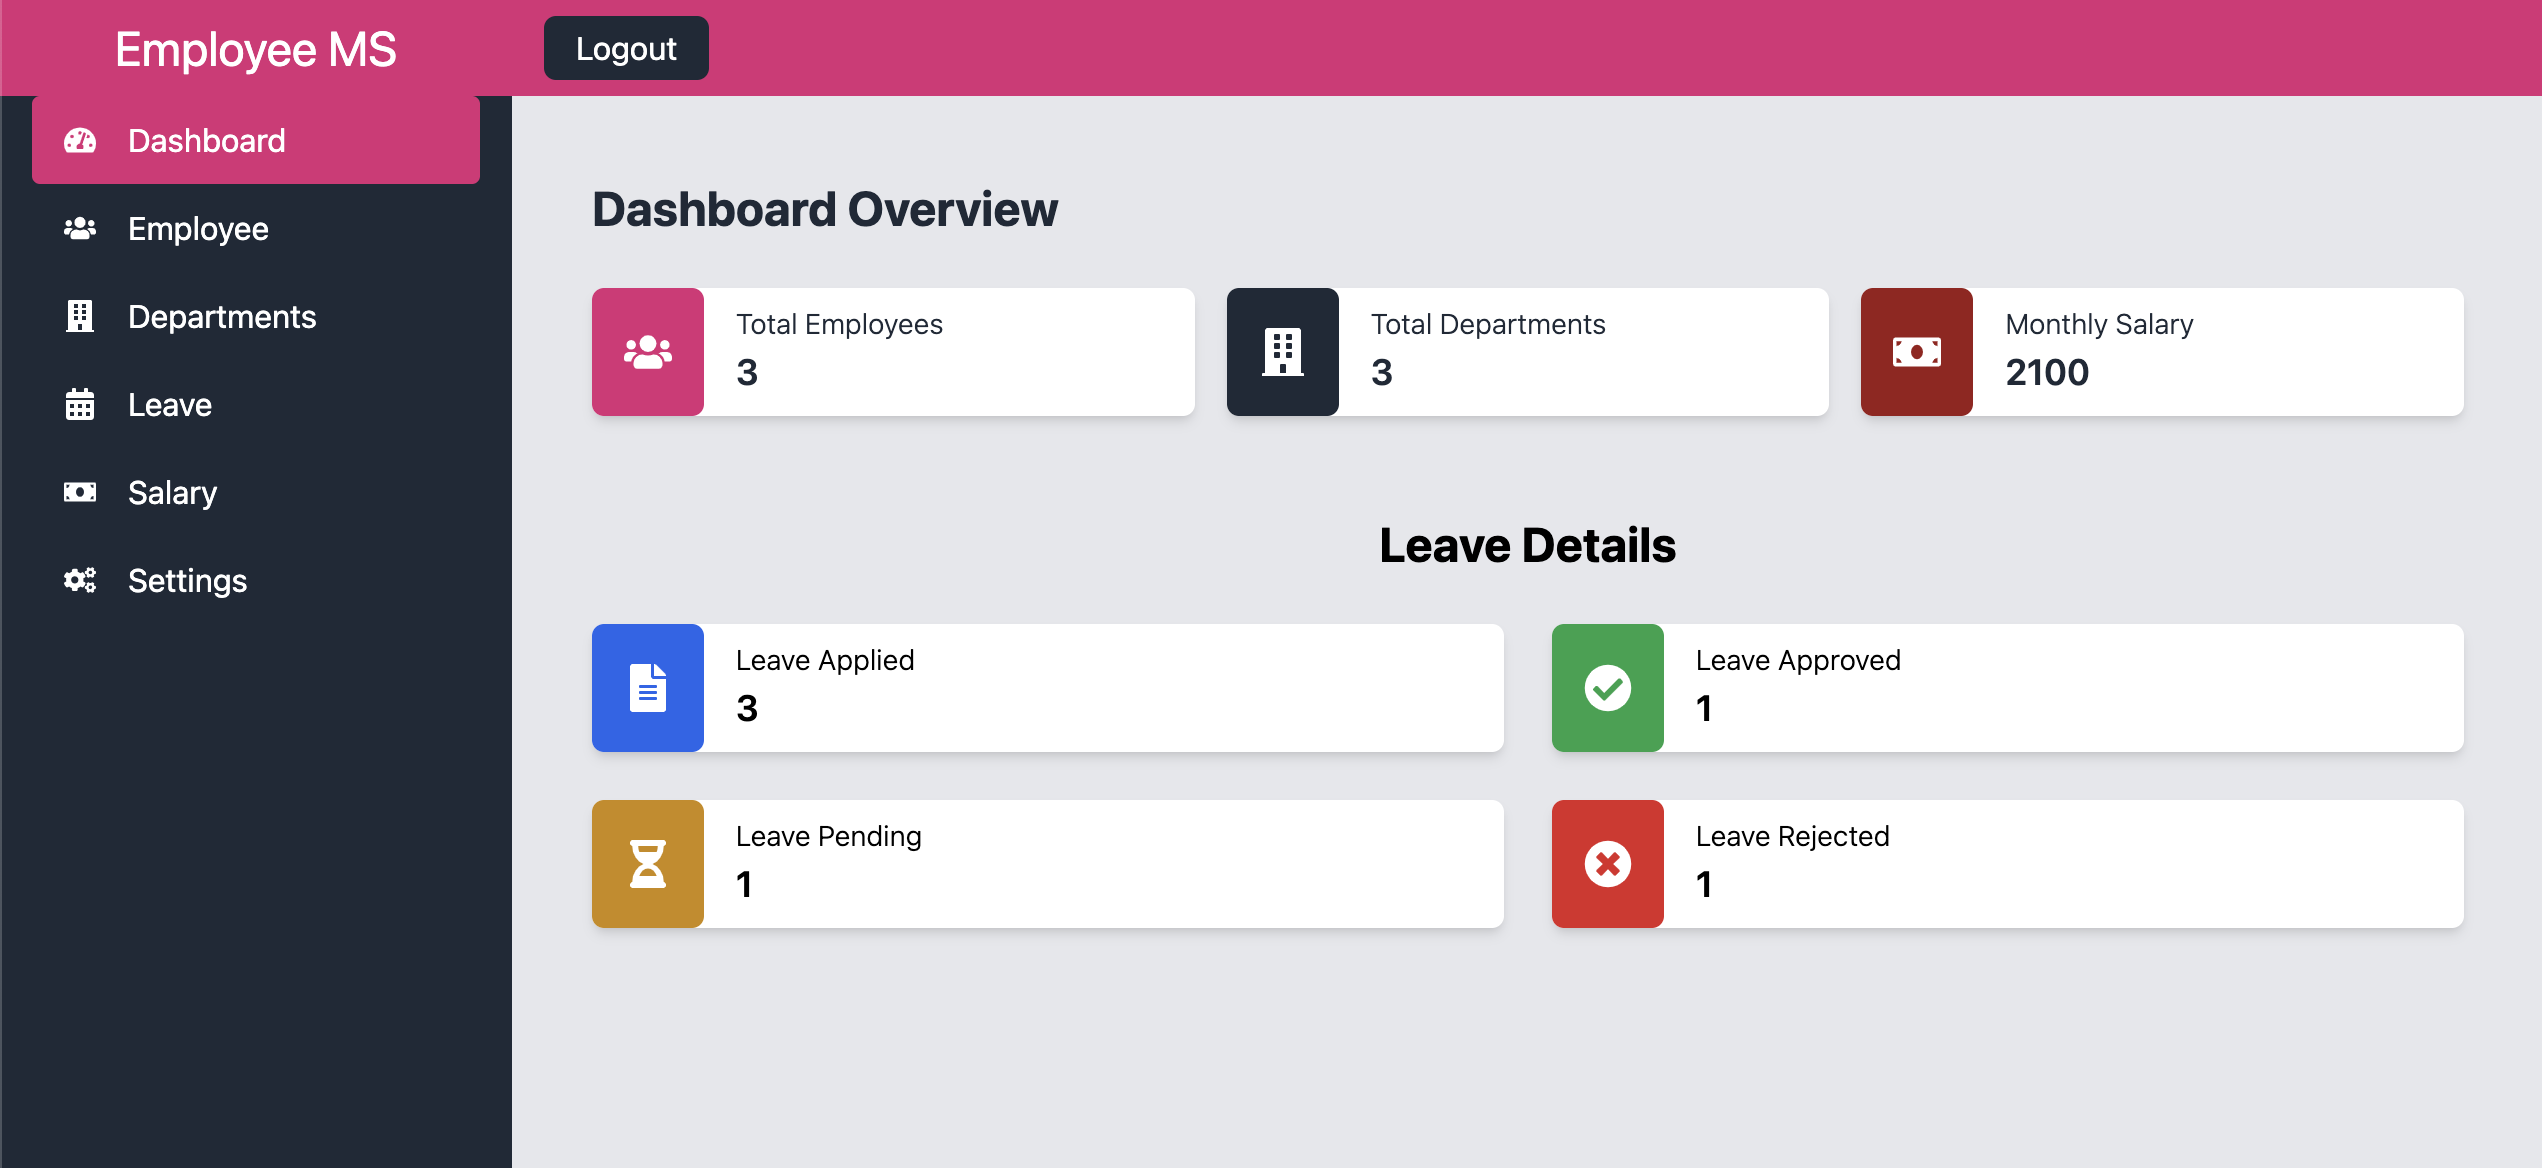 Employee MS
Logout
Dashboard
Employee
Departments
Leave
Salary
Settings
Dashboard Overview
Total Employees
3
Total Departments
3
Monthly Salary
2100
Leave Details
Leave Applied
3
Leave Approved
1
Leave Pending
1
Leave Rejected
1